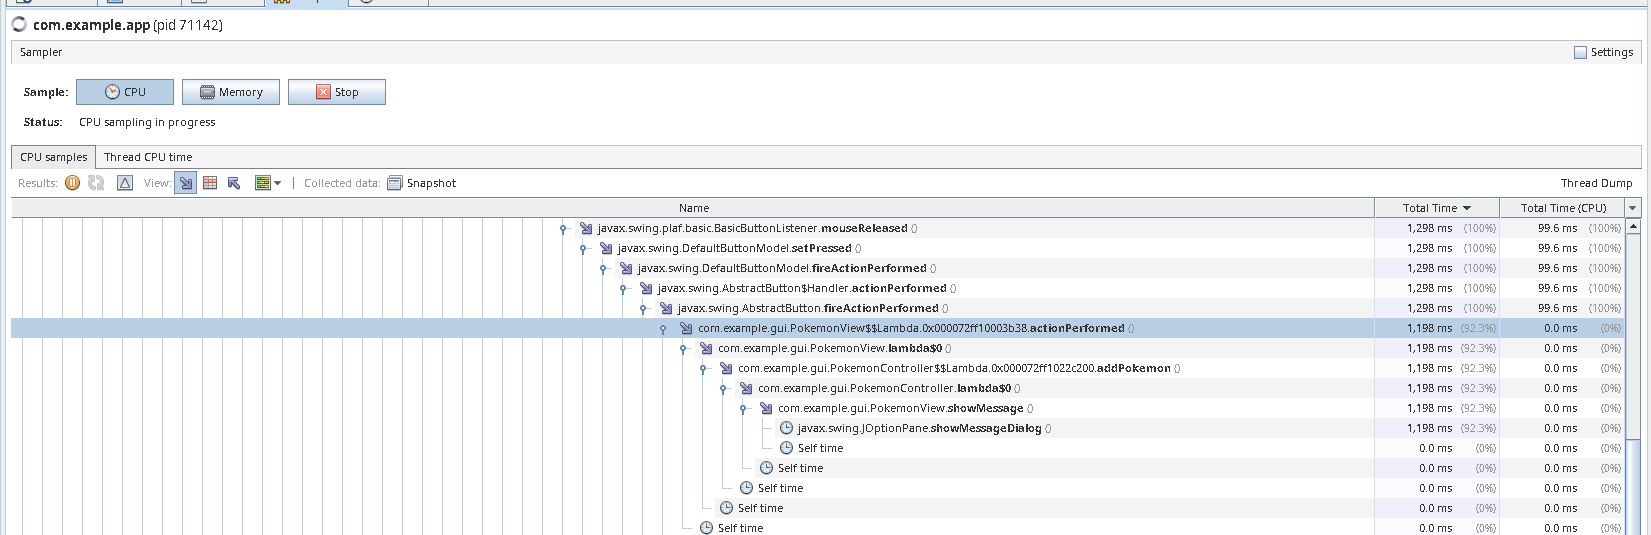 com.example.app (pid 71142)
Sampler Settings
Sample: CPU Memory Stop
Status: CPU sampling in progress
CPU samples Thread CPU time
Results: View: Collected data: Snapshot Thread Dump
Name Total Time Total Time (CPU)
javax.swing.plaf.basic.BasicButtonListener.mouseReleased () 1,298 ms (100%) 99.6 ms (100%)
javax.swing.DefaultButtonModel.setPressed () 1,298 ms (100%) 99.6 ms (100%)
javax.swing.DefaultButtonModel.fireActionPerformed () 1,298 ms (100%) 99.6 ms (100%)
javax.swing.AbstractButton$Handler.actionPerformed () 1,298 ms (100%) 99.6 ms (100%)
javax.swing.AbstractButton.fireActionPerformed () 1,298 ms (100%) 99.6 ms (100%)
com.example.gui.PokemonView$$Lambda.0x000072ff10003b38.actionPerformed () 1,198 ms (92.3%) 0.0 ms (0%)
com.example.gui.PokemonView.lambda$0 () 1,198 ms (92.3%) 0.0 ms (0%)
com.example.gui.PokemonController$$Lambda.0x000072ff1022c200.addPokemon () 1,198 ms (92.3%) 0.0 ms (0%)
com.example.gui.PokemonController.lambda$0 () 1,198 ms (92.3%) 0.0 ms (0%)
com.example.gui.PokemonView.showMessage () 1,198 ms (92.3%) 0.0 ms (0%)
javax.swing.JOptionPane.showMessageDialog () 1,198 ms (92.3%) 0.0 ms (0%)
Self time 0.0 ms (0%) 0.0 ms (0%)
Self time 0.0 ms (0%) 0.0 ms (0%)
Self time 0.0 ms (0%) 0.0 ms (0%)
Self time 0.0 ms (0%) 0.0 ms (0%)
Self time 0.0 ms (0%) 0.0 ms (0%)